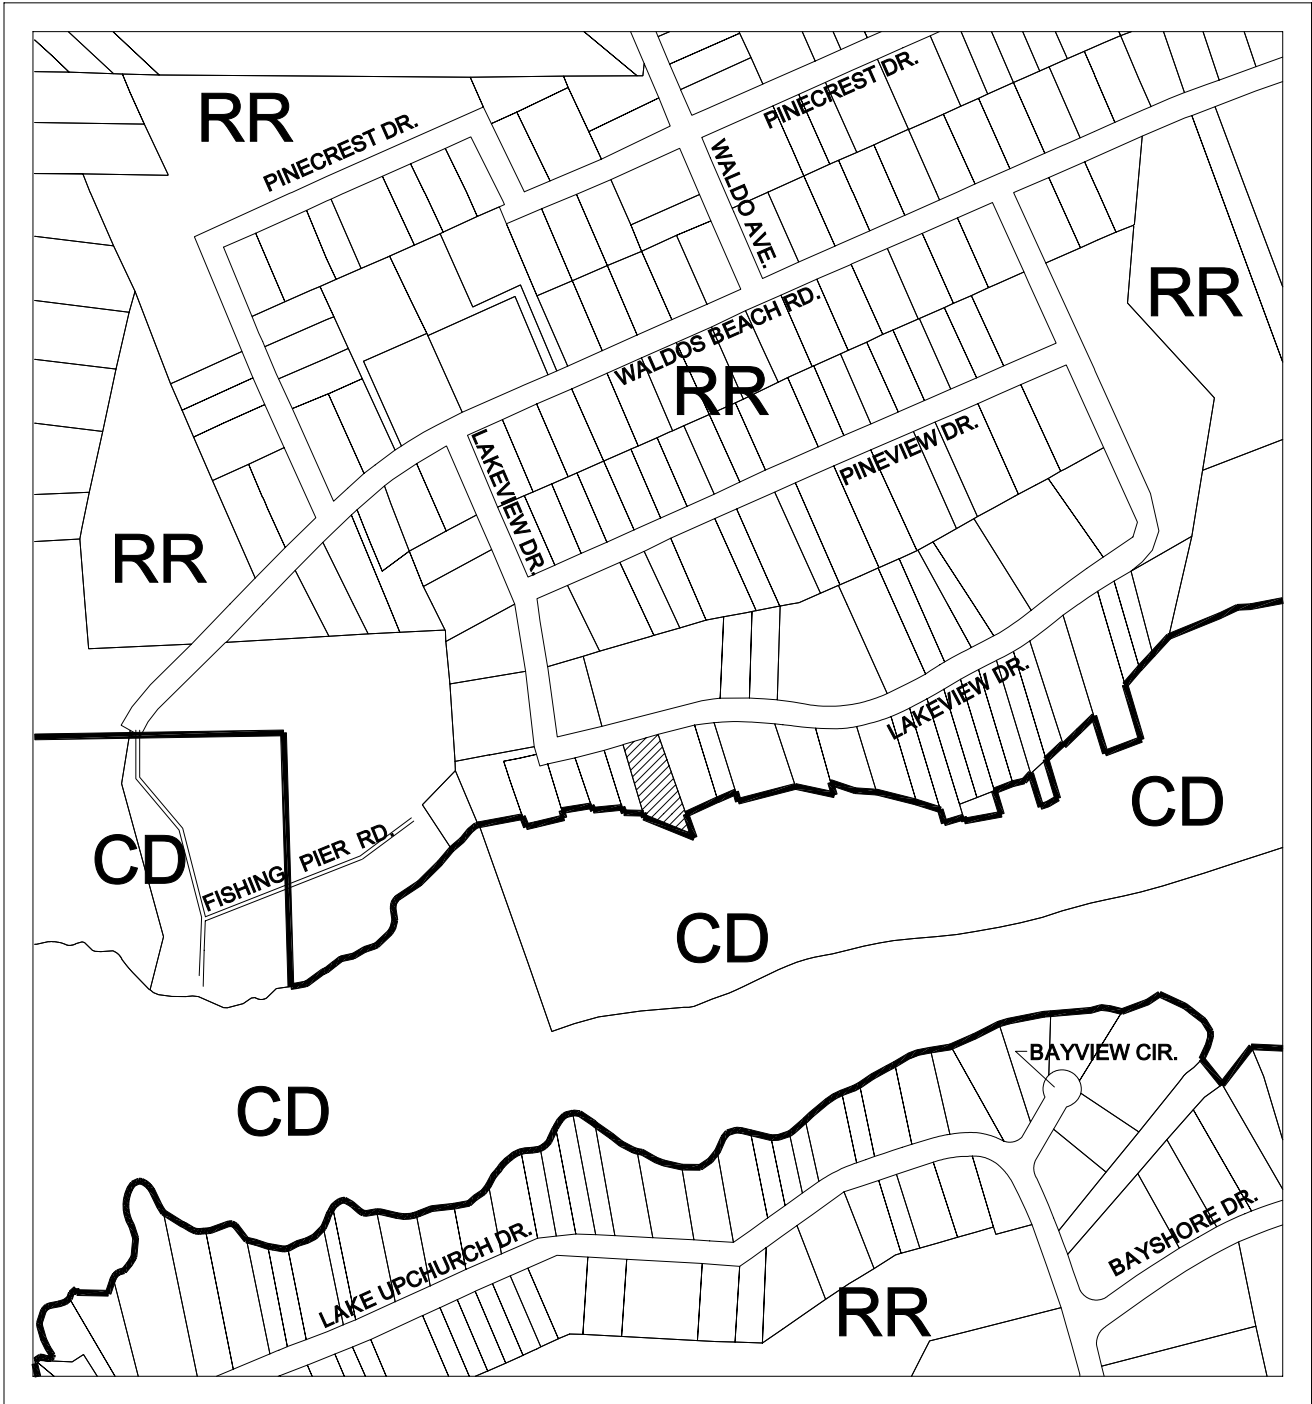 PINECREST DR.
RR
PINECREST DR.
WALDO AVE.
RR
WALDOS BEACH RD.
RR
LAKEVIEW DR.
PINEVIEW DR.
RR
LAKEVIEW DR.
CD
CD
FISHING PIER RD.
CD
BAYVIEW CIR.
CD
BAYSHORE DR.
LAKE UPCHURCH DR.
RR